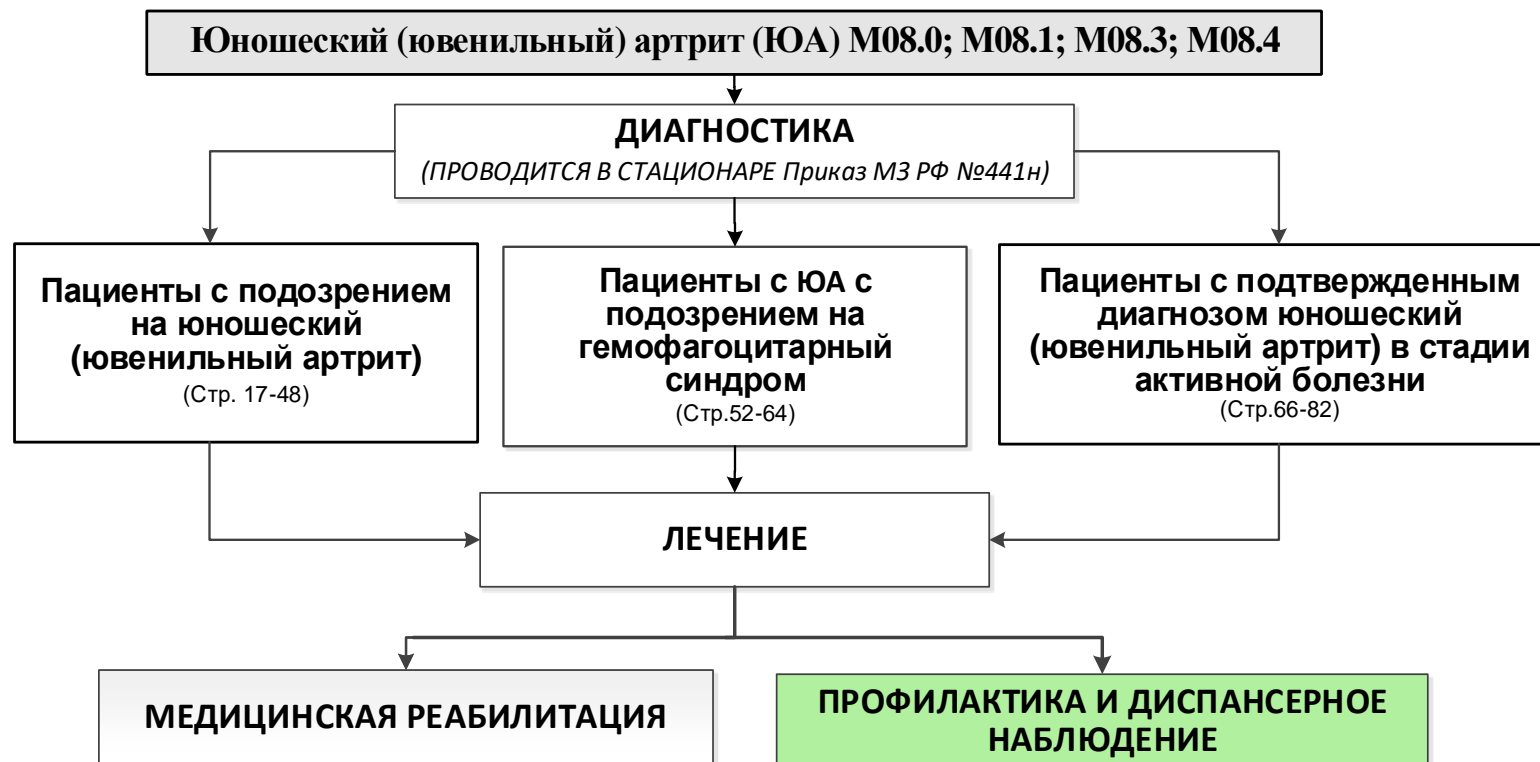 Юношеский (ювенильный) артрит (ЮА) М08.0; М08.1; М08.3; М08.4
ДИАГНОСТИКА
(ПРОВОДИТСЯ В СТАЦИОНАРЕ Приказ МЗ РФ №441н)
Пациенты с подозрением
на юношеский
(ювенильный артрит)
(Стр. 17-48)
Пациенты с ЮА с
подозрением на
гемофагоцитарный
синдром
(Стр.52-64)
Пациенты с подтвержденным
диагнозом юношеский
(ювенильный артрит) в стадии
активной болезни
(Стр.66-82)
ЛЕЧЕНИЕ
МЕДИЦИНСКАЯ РЕАБИЛИТАЦИЯ
ПРОФИЛАКТИКА И ДИСПАНСЕРНОЕ
НАБЛЮДЕНИЕ